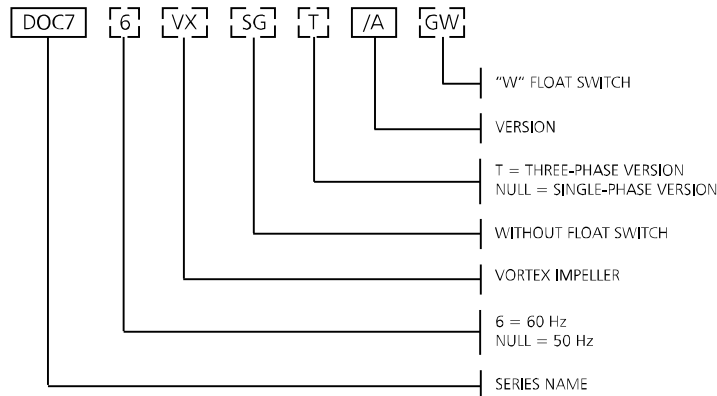 DOC7 6 VX SG T /A GW
"W" FLOAT SWITCH
VERSION
T = THREE-PHASE VERSION
NULL = SINGLE-PHASE VERSION
WITHOUT FLOAT SWITCH
VORTEX IMPELLER
6 = 60 Hz
NULL = 50 Hz
SERIES NAME